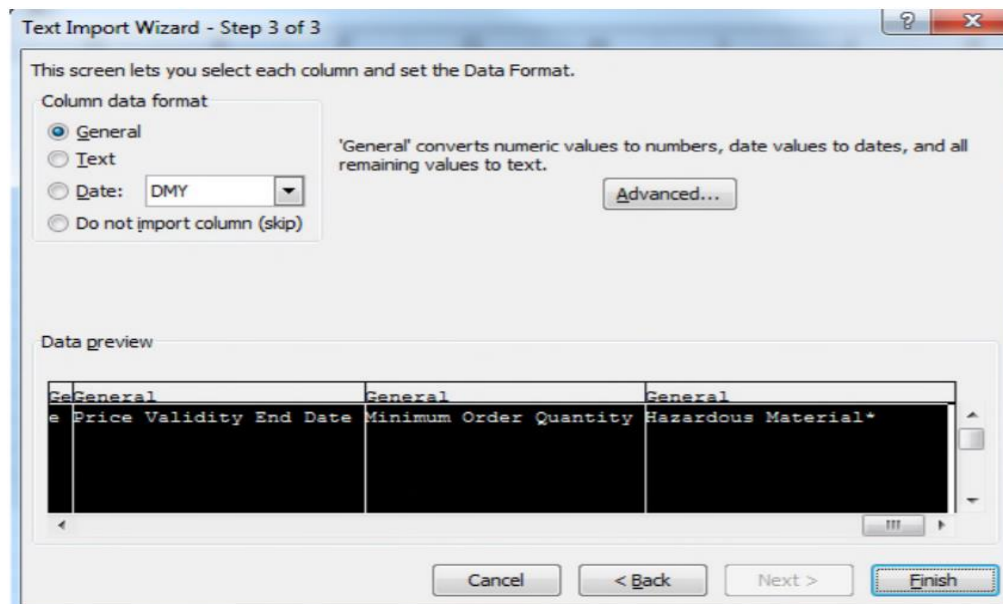 Text Import Wizard - Step 3 of 3
This screen lets you select each column and set the Data Format.
Column data format
General
Text
Date: DMY
Do not import column (skip)
'General' converts numeric values to numbers, date values to dates, and all
remaining values to text.
Advanced...
Data preview
Ge General General General
e Price Validity End Date Minimum Order Quantity Hazardous Material*
Cancel < Back Next > Finish